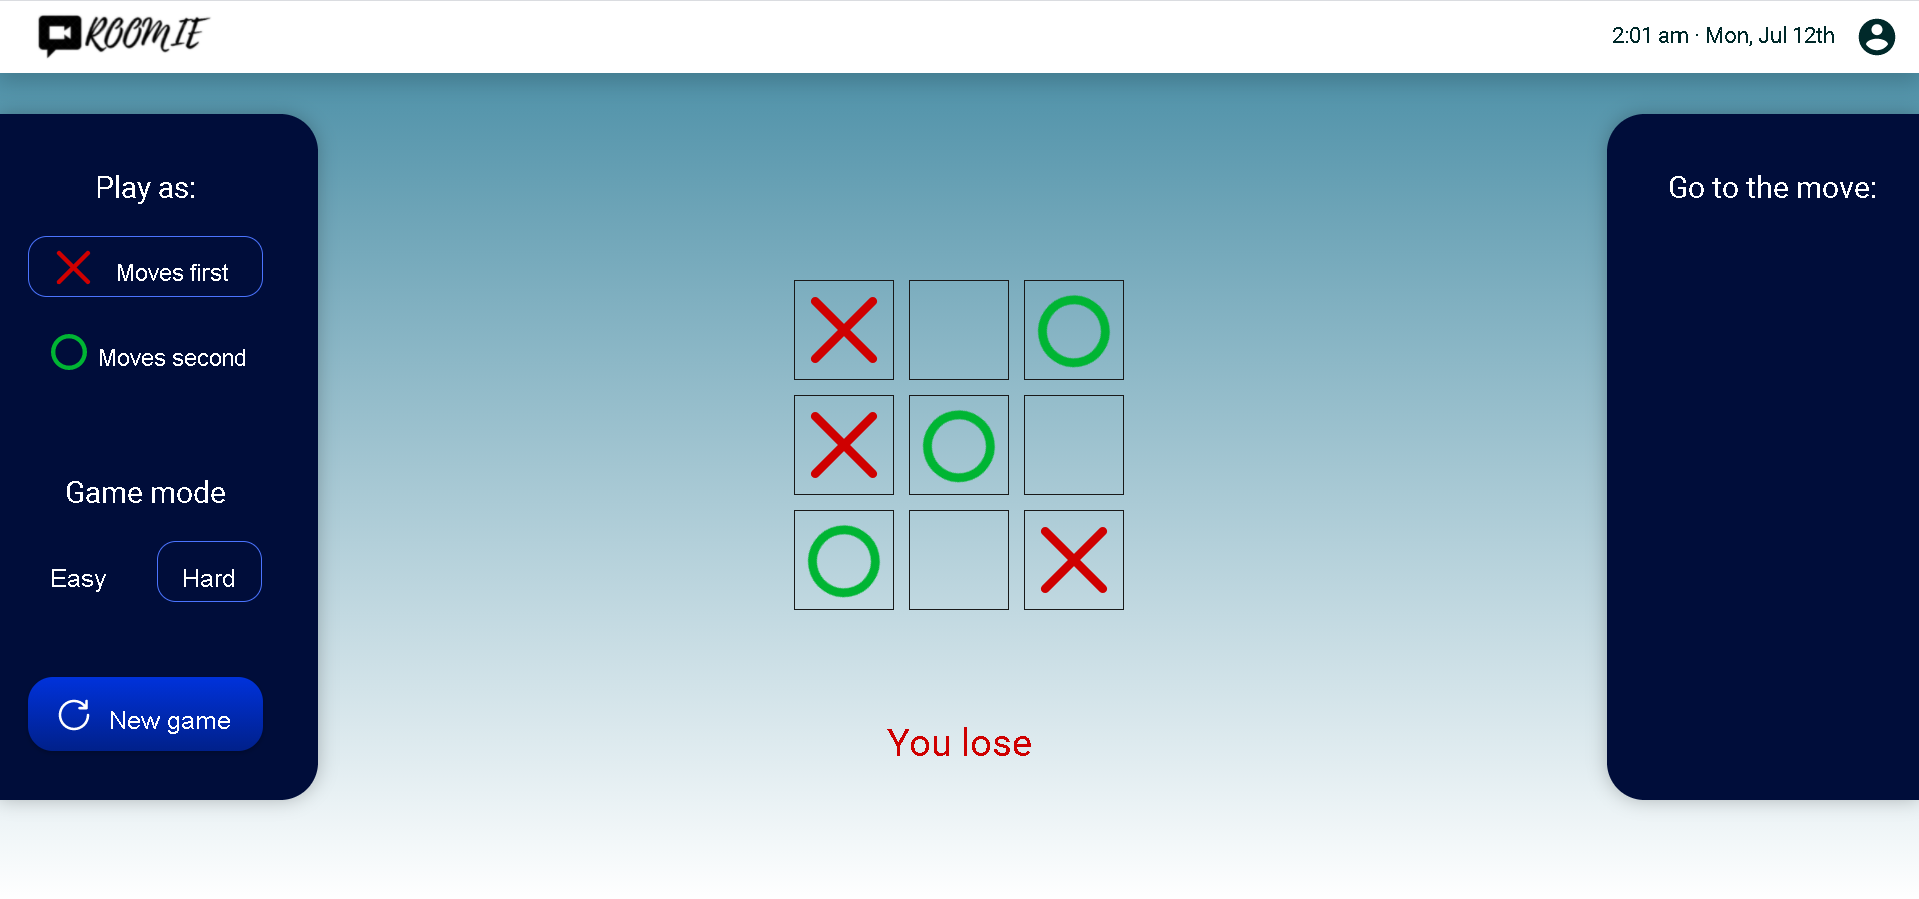 ROOMIE
2:01 am · Mon, Jul 12th
Play as:
Moves first
Moves second
Game mode
Easy
Hard
New game
Go to the move:
You lose